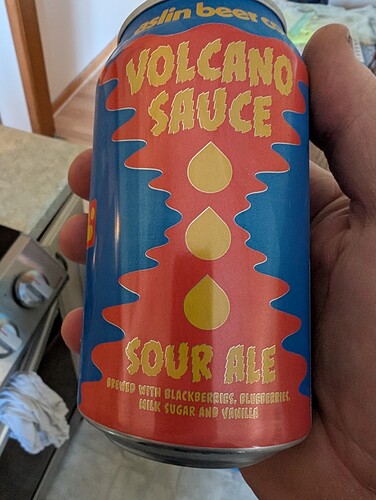 aslin beer co
VOLCANO
SAUCE
SOUR ALE
BREWED WITH BLACKBERRIES, BLUEBERRIES,
MILK SUGAR AND VANILLA